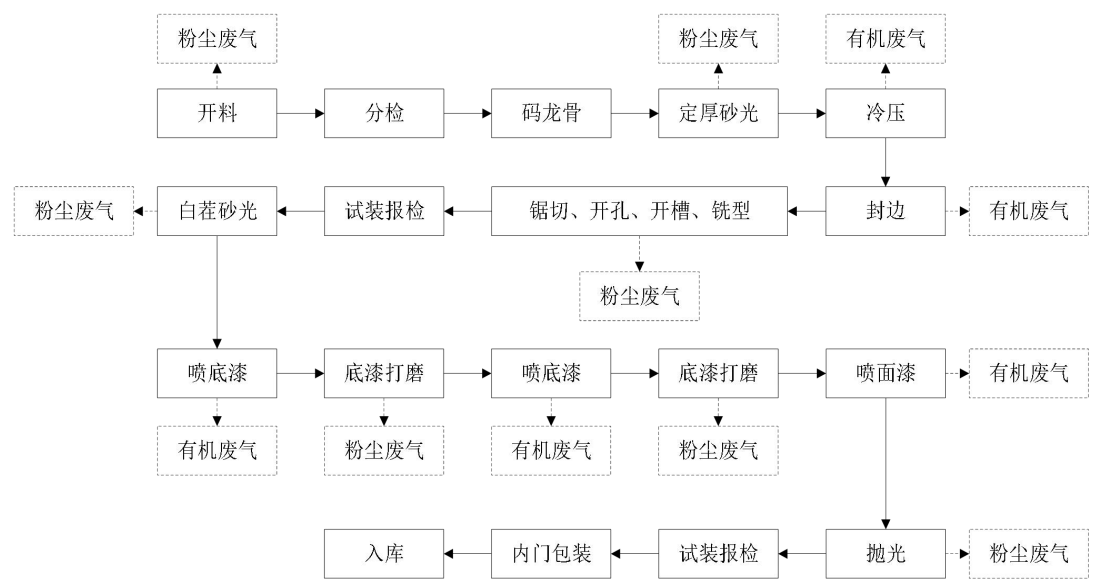 粉尘废气
粉尘废气
有机废气
开料
分检
码龙骨
定厚砂光
冷压
粉尘废气
白茬砂光
试装报检
锯切、开孔、开槽、铣型
封边
有机废气
粉尘废气
喷底漆
底漆打磨
喷底漆
底漆打磨
喷面漆
有机废气
有机废气
粉尘废气
有机废气
粉尘废气
入库
内门包装
试装报检
抛光
粉尘废气